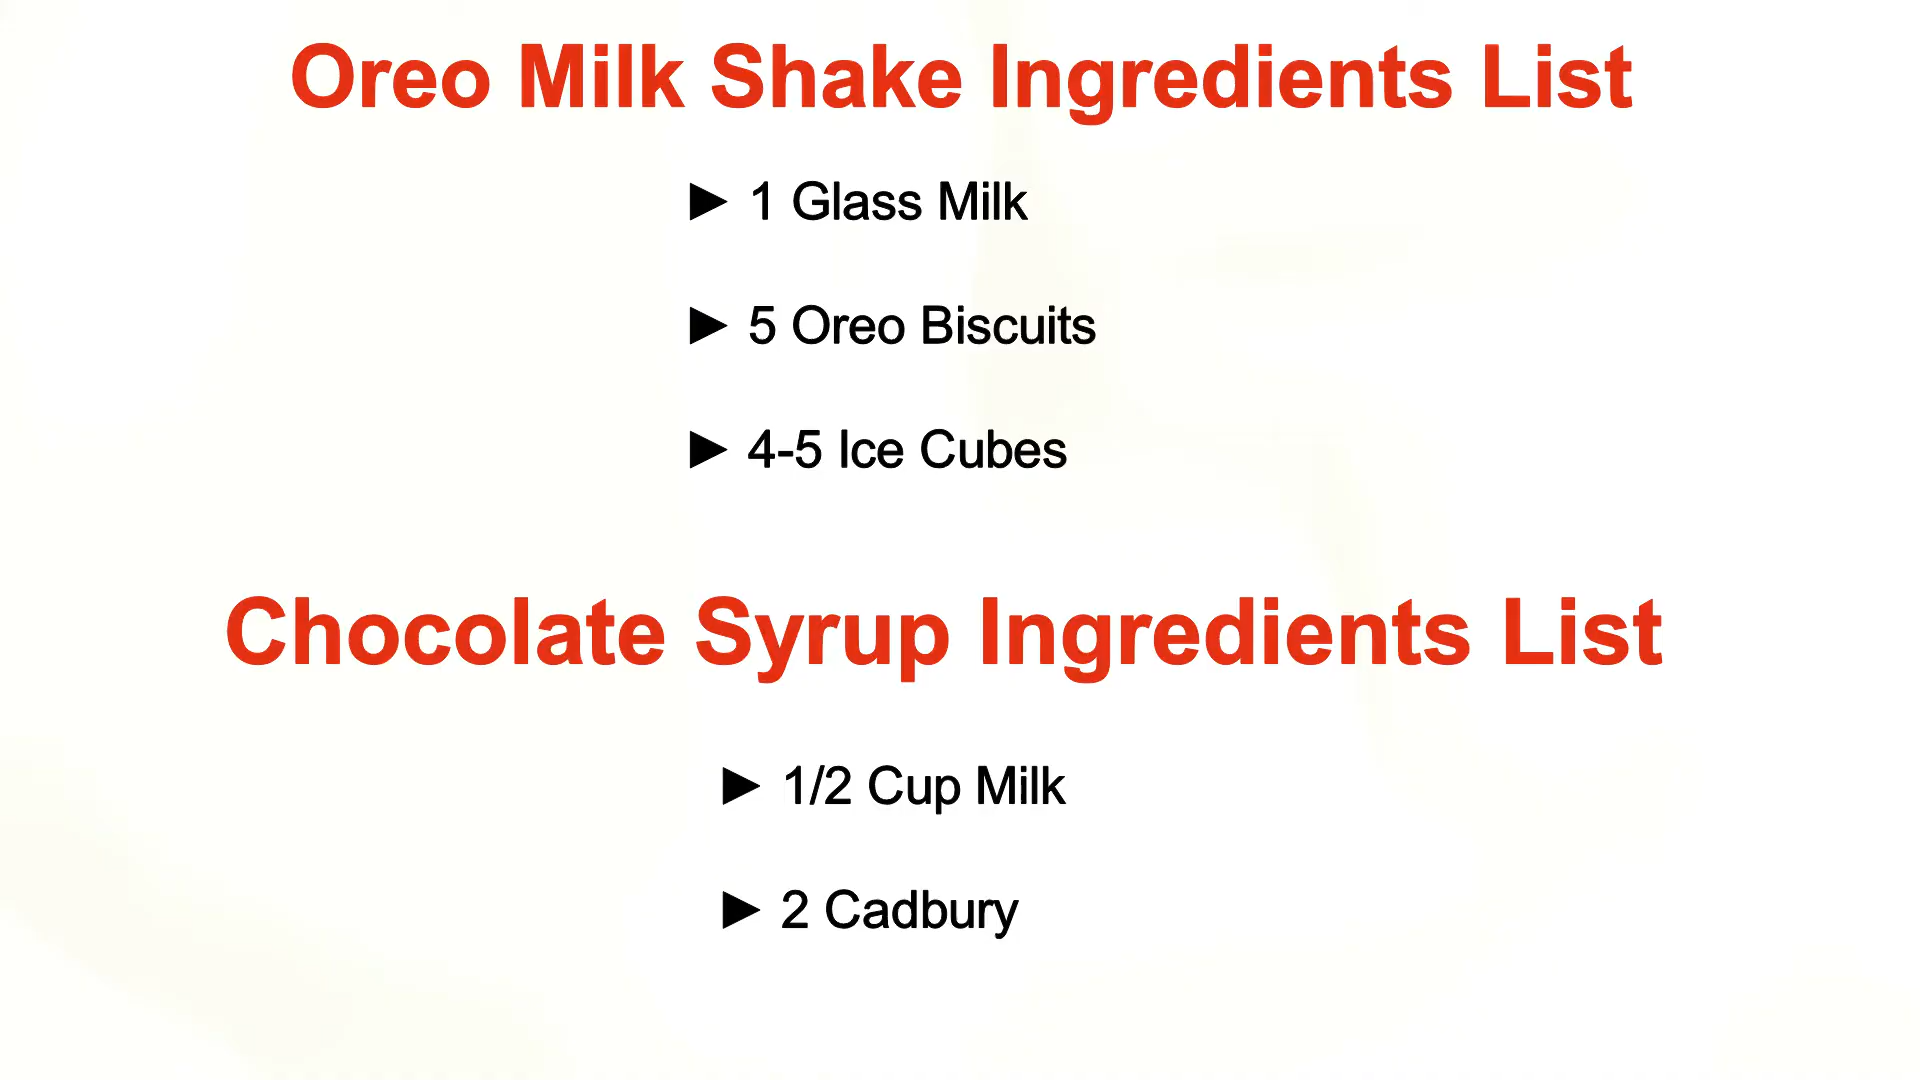 Oreo Milk Shake Ingredients List
► 1 Glass Milk
► 5 Oreo Biscuits
► 4-5 Ice Cubes
Chocolate Syrup Ingredients List
► 1/2 Cup Milk
► 2 Cadbury